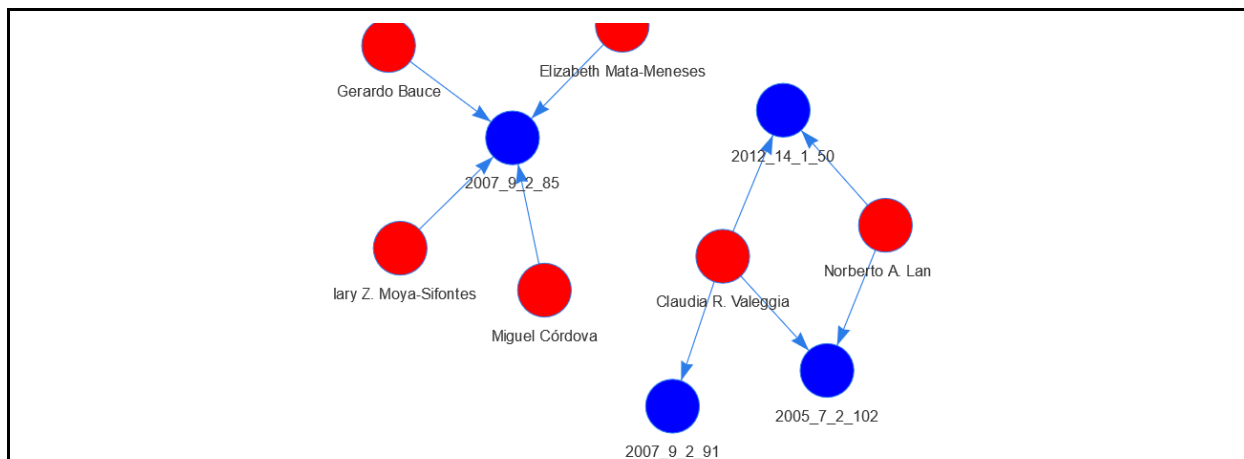 Elizabeth Mata-Meneses
Gerardo Bauce
2012_14_1_50
2007_9_2_85
Norberto A. Lan
lary Z. Moya-Sifontes
Claudia R. Valeggia
Miguel Córdova
2005_7_2_102
2007_9_2_91